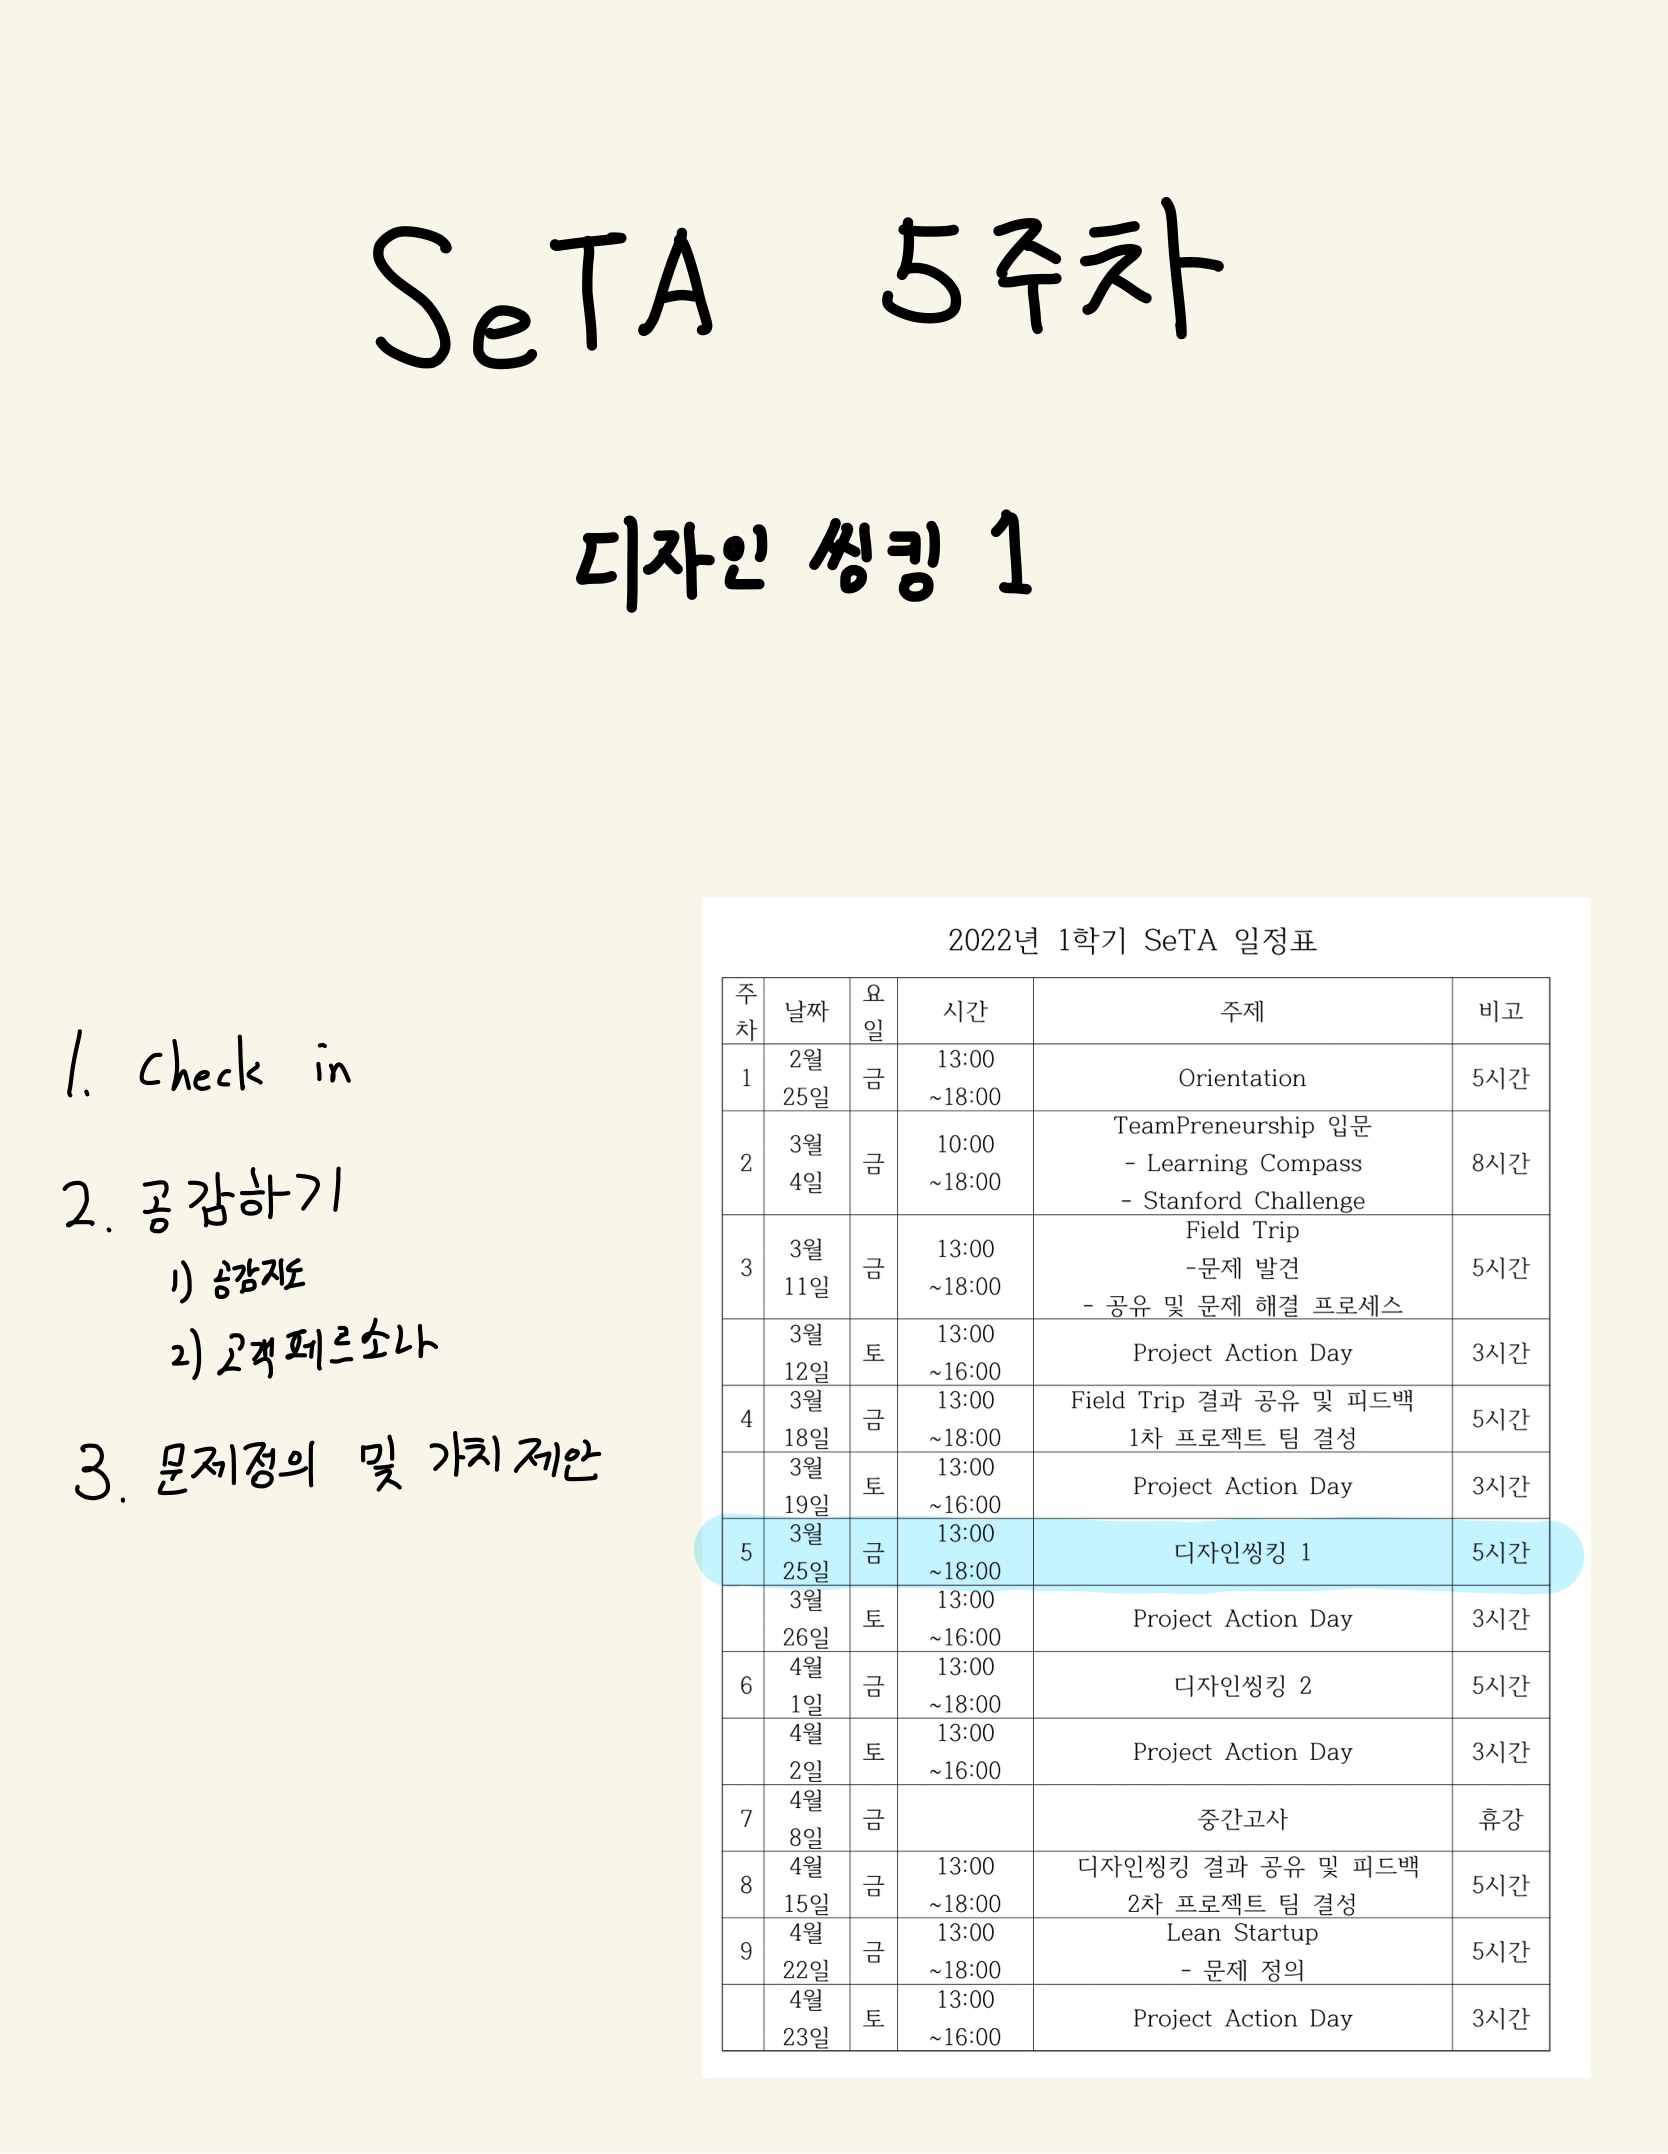 SeTA 5주차
디자인 씽킹 1
1. Check in
2. 공감하기
1) 공감지도
2) 고객페르소나
3. 문제정의 및 가치제안
2022년 1학기 SeTA 일정표
주차 날짜 요일 시간 주제 비고
1 2월 25일 금 13:00 ~18:00 Orientation 5시간
2 3월 4일 금 10:00 ~18:00 TeamPreneurship 입문 - Learning Compass - Stanford Challenge 8시간
3 3월 11일 금 13:00 ~18:00 Field Trip -문제 발견 - 공유 및 문제 해결 프로세스 5시간
3월 12일 토 13:00 ~16:00 Project Action Day 3시간
4 3월 18일 금 13:00 ~18:00 Field Trip 결과 공유 및 피드백 1차 프로젝트 팀 결성 5시간
3월 19일 토 13:00 ~16:00 Project Action Day 3시간
5 3월 25일 금 13:00 ~18:00 디자인씽킹 1 5시간
3월 26일 토 13:00 ~16:00 Project Action Day 3시간
6 4월 1일 금 13:00 ~18:00 디자인씽킹 2 5시간
4월 2일 토 13:00 ~16:00 Project Action Day 3시간
7 4월 8일 금 중간고사 휴강
8 4월 15일 금 13:00 ~18:00 디자인씽킹 결과 공유 및 피드백 2차 프로젝트 팀 결성 5시간
9 4월 22일 금 13:00 ~18:00 Lean Startup - 문제 정의 5시간
4월 23일 토 13:00 ~16:00 Project Action Day 3시간